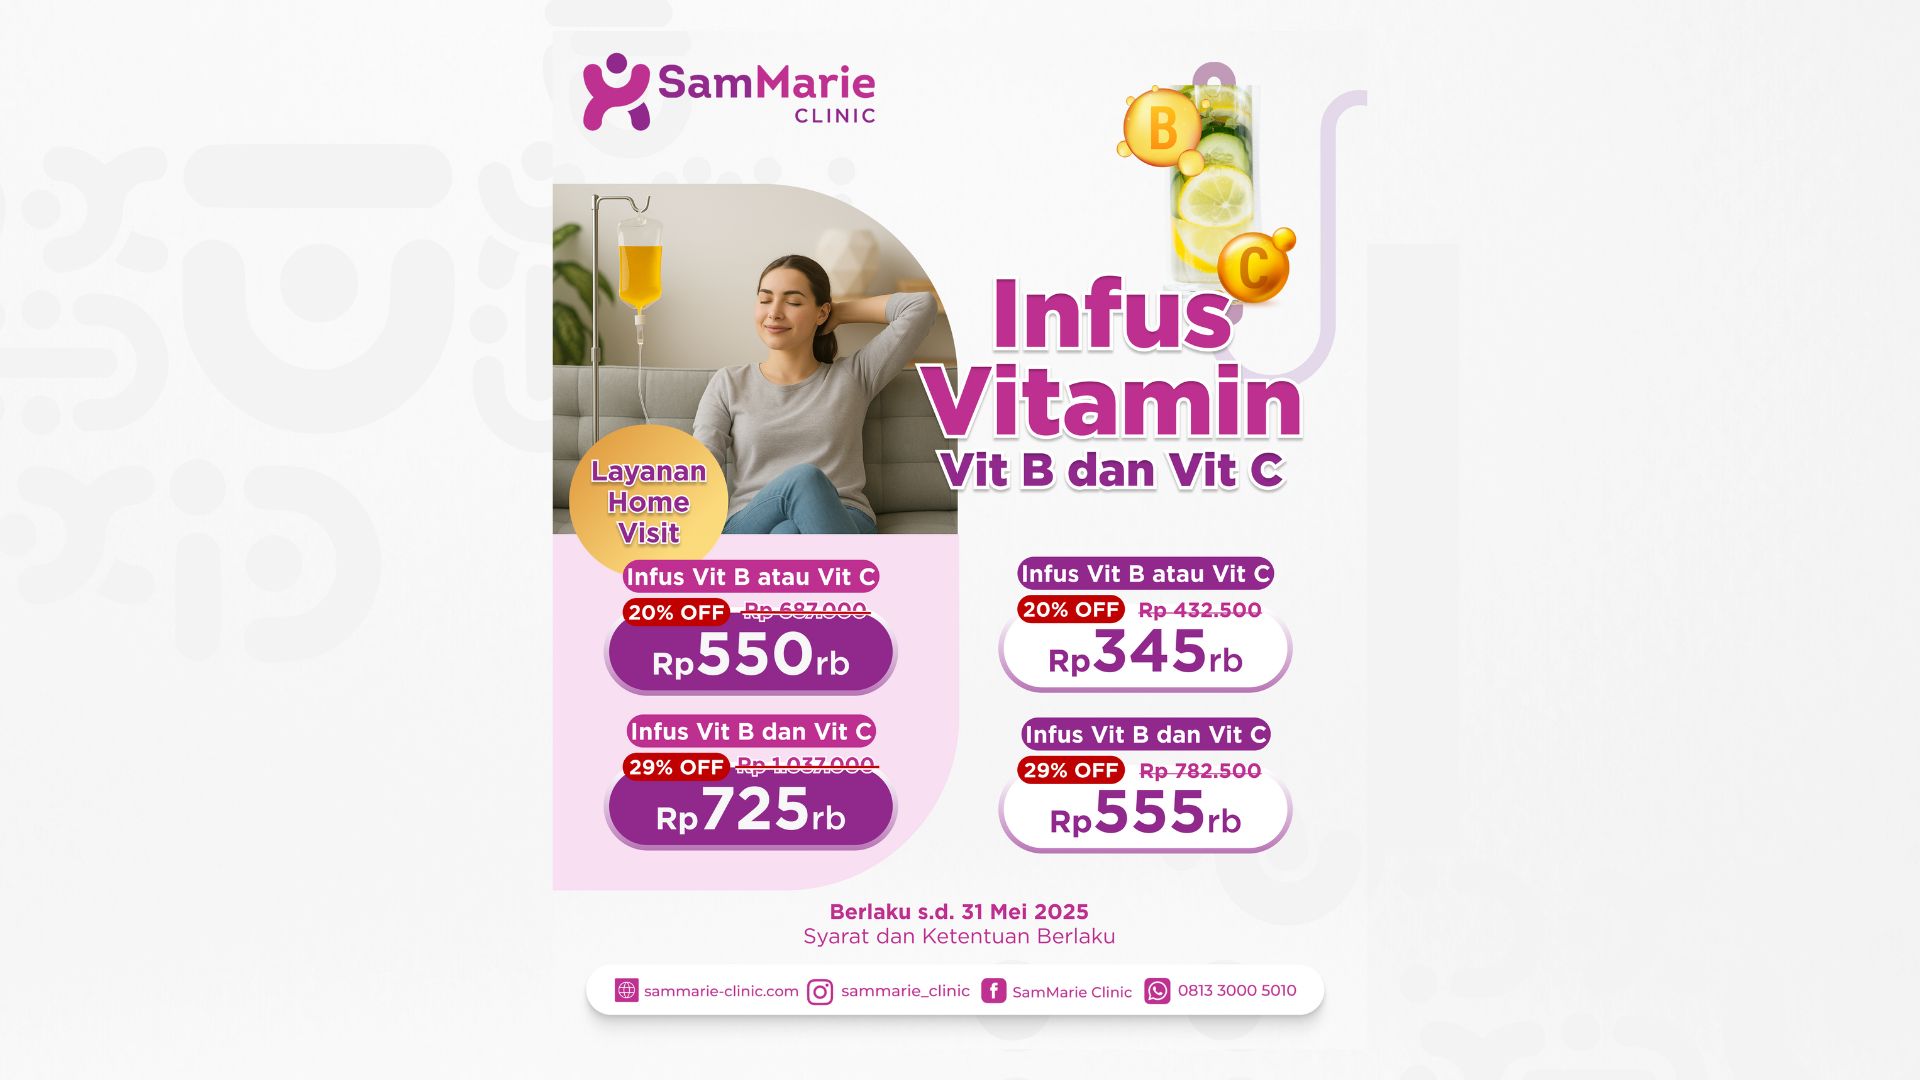 SamMarie
CLINIC
B
C
Infus
Vitamin
Vit B dan Vit C
Layanan
Home
Visit
Infus Vit B atau Vit C
20% OFF Rp 687.000
Rp550rb
Infus Vit B dan Vit C
29% OFF Rp 1.037.000
Rp725rb
Infus Vit B atau Vit C
20% OFF Rp 432.500
Rp345rb
Infus Vit B dan Vit C
29% OFF Rp 782.500
Rp555rb
Berlaku s.d. 31 Mei 2025
Syarat dan Ketentuan Berlaku
sammarie-clinic.com sammarie_clinic SamMarie Clinic 0813 3000 5010